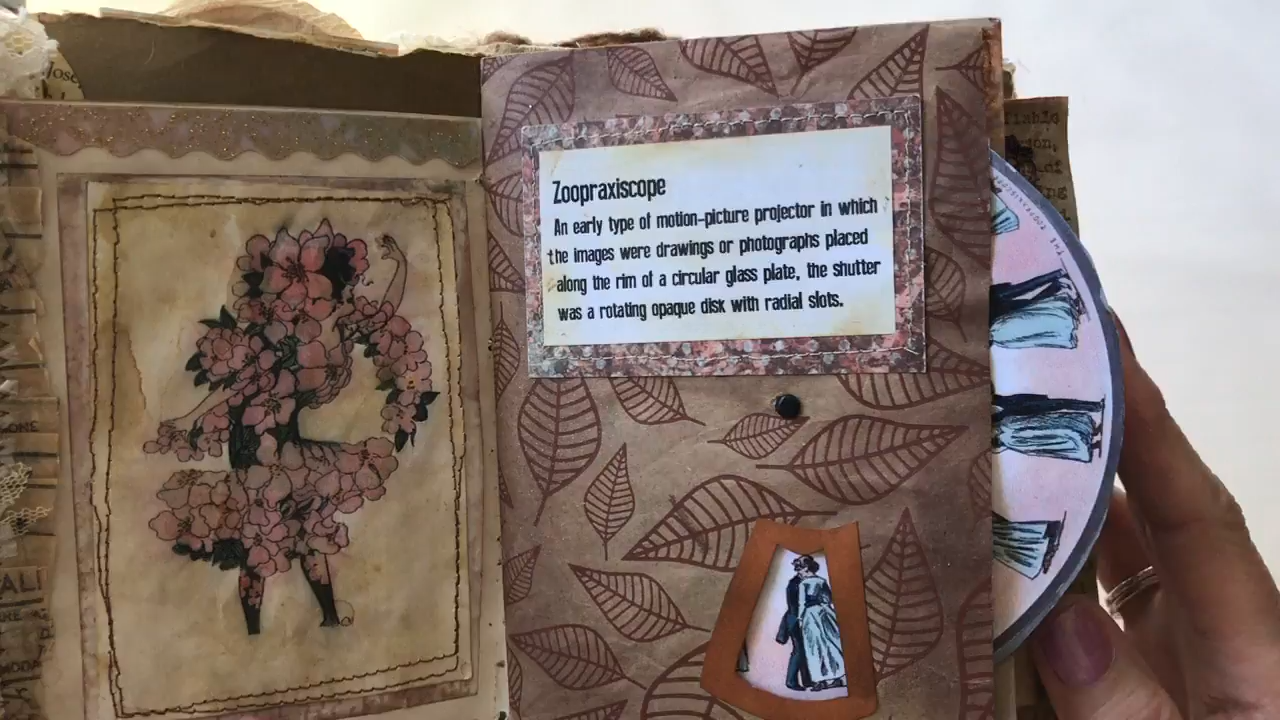 Zoopraxiscope
An early type of motion-picture projector in which
the images were drawings or photographs placed
along the rim of a circular glass plate, the shutter
was a rotating opaque disk with radial slots.